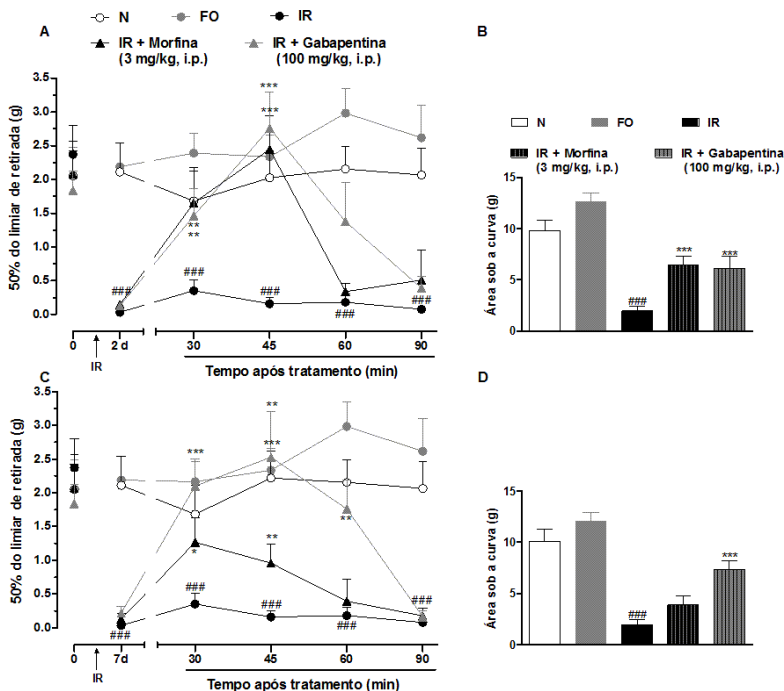 A
N
FO
IR
IR + Morfina
(3 mg/kg, i.p.)
IR + Gabapentina
(100 mg/kg, i.p.)
50% do limiar de retirada (g)
3.5
3.0
2.5
2.0
1.5
1.0
0.5
0.0
***
***
**
**
###
###
###
###
###
0
2 d
30
45
60
90
IR
Tempo após tratamento (min)
B
N
FO
IR
IR + Morfina
(3 mg/kg, i.p.)
IR + Gabapentina
(100 mg/kg, i.p.)
Área sob a curva (g)
15
10
5
0
###
***
***
C
50% do limiar de retirada (g)
3.5
3.0
2.5
2.0
1.5
1.0
0.5
0.0
***
**
***
**
*
**
###
###
###
###
###
0
7d
30
45
60
90
IR
Tempo após tratamento (min)
D
Área sob a curva (g)
15
10
5
0
###
***